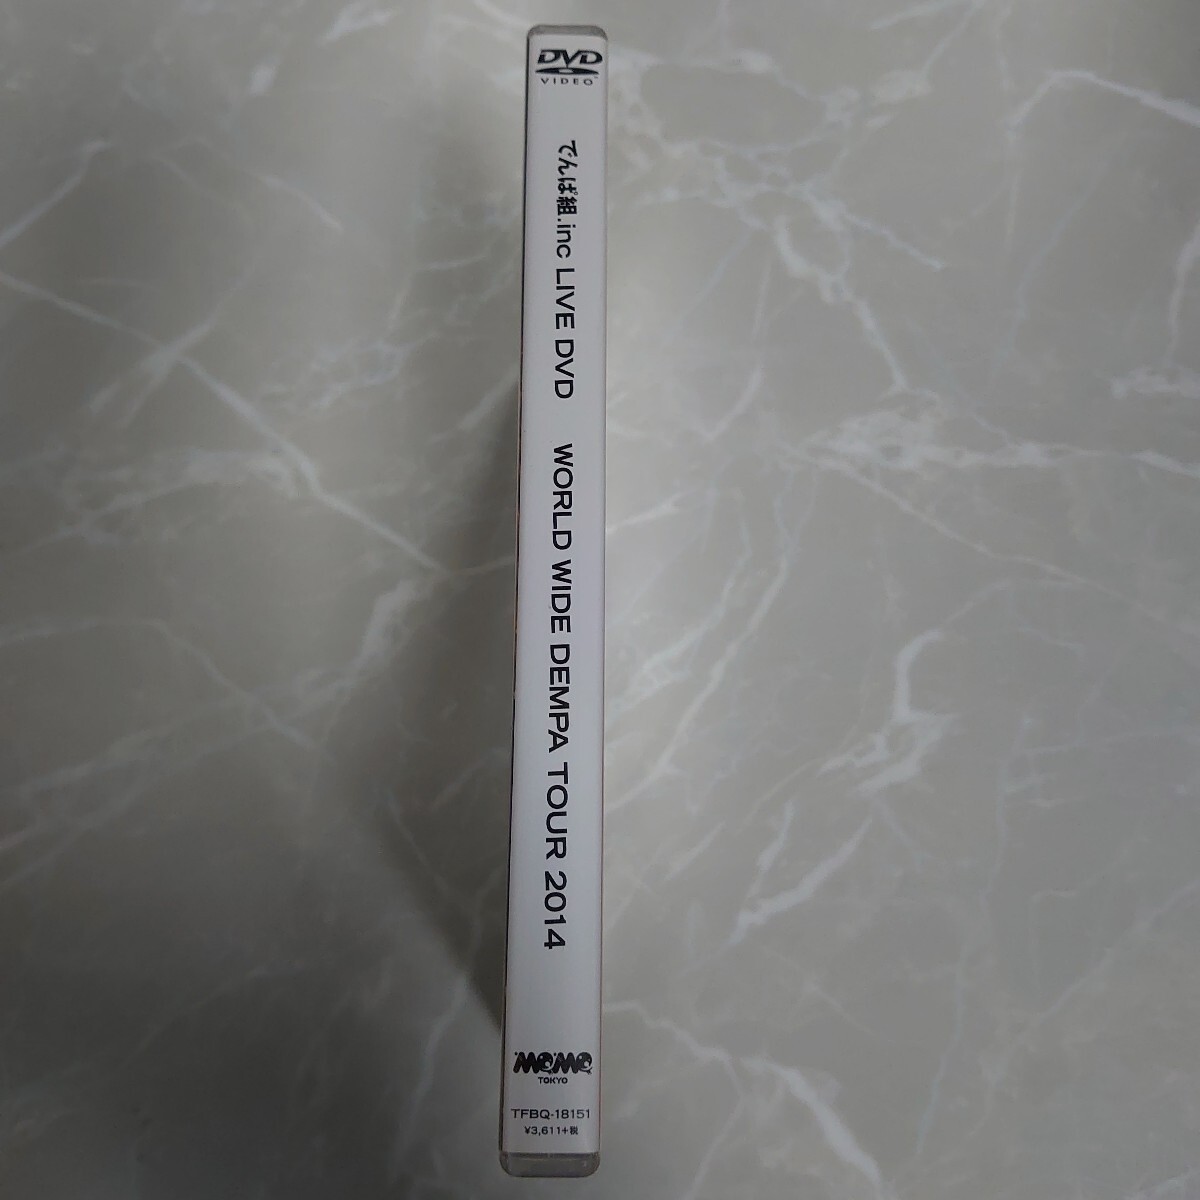 DVD
VIDEO
でんぱ組.inc LIVE DVD WORLD WIDE DEMPA TOUR 2014
MOMO
TOKYO
TFBQ-18151
¥3,611+税